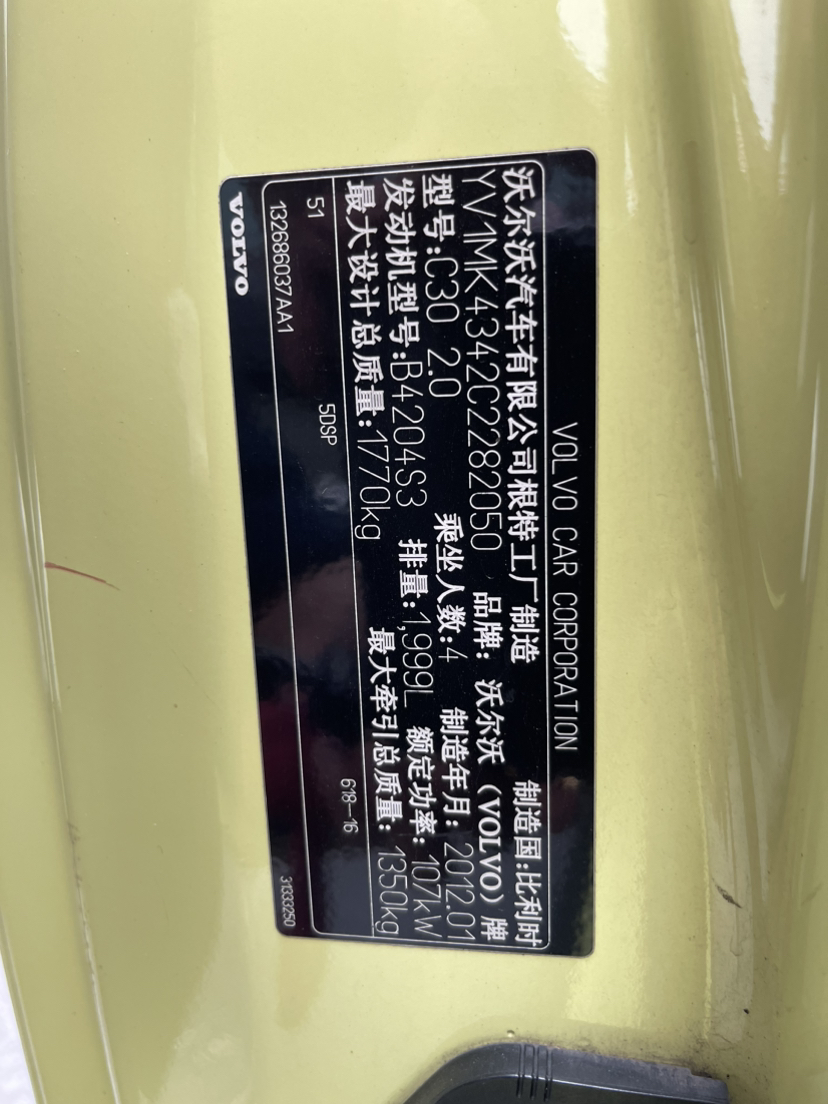 VOLVO CAR CORPORATION
沃尔沃汽车有限公司根特工厂制造 制造国:比利时
YV1MK4342C2282050 品牌: 沃尔沃（VOLVO）牌
型号:C30 2.0 乘坐人数:4 制造年月: 2012.01
发动机型号:B4204S3 排量:1,999L 额定功率: 107kW
最大设计总质量:1770kg 最大牵引总质量: 1350kg
51 5DSP 618-16
132686037AA1
VOLVO 31333250